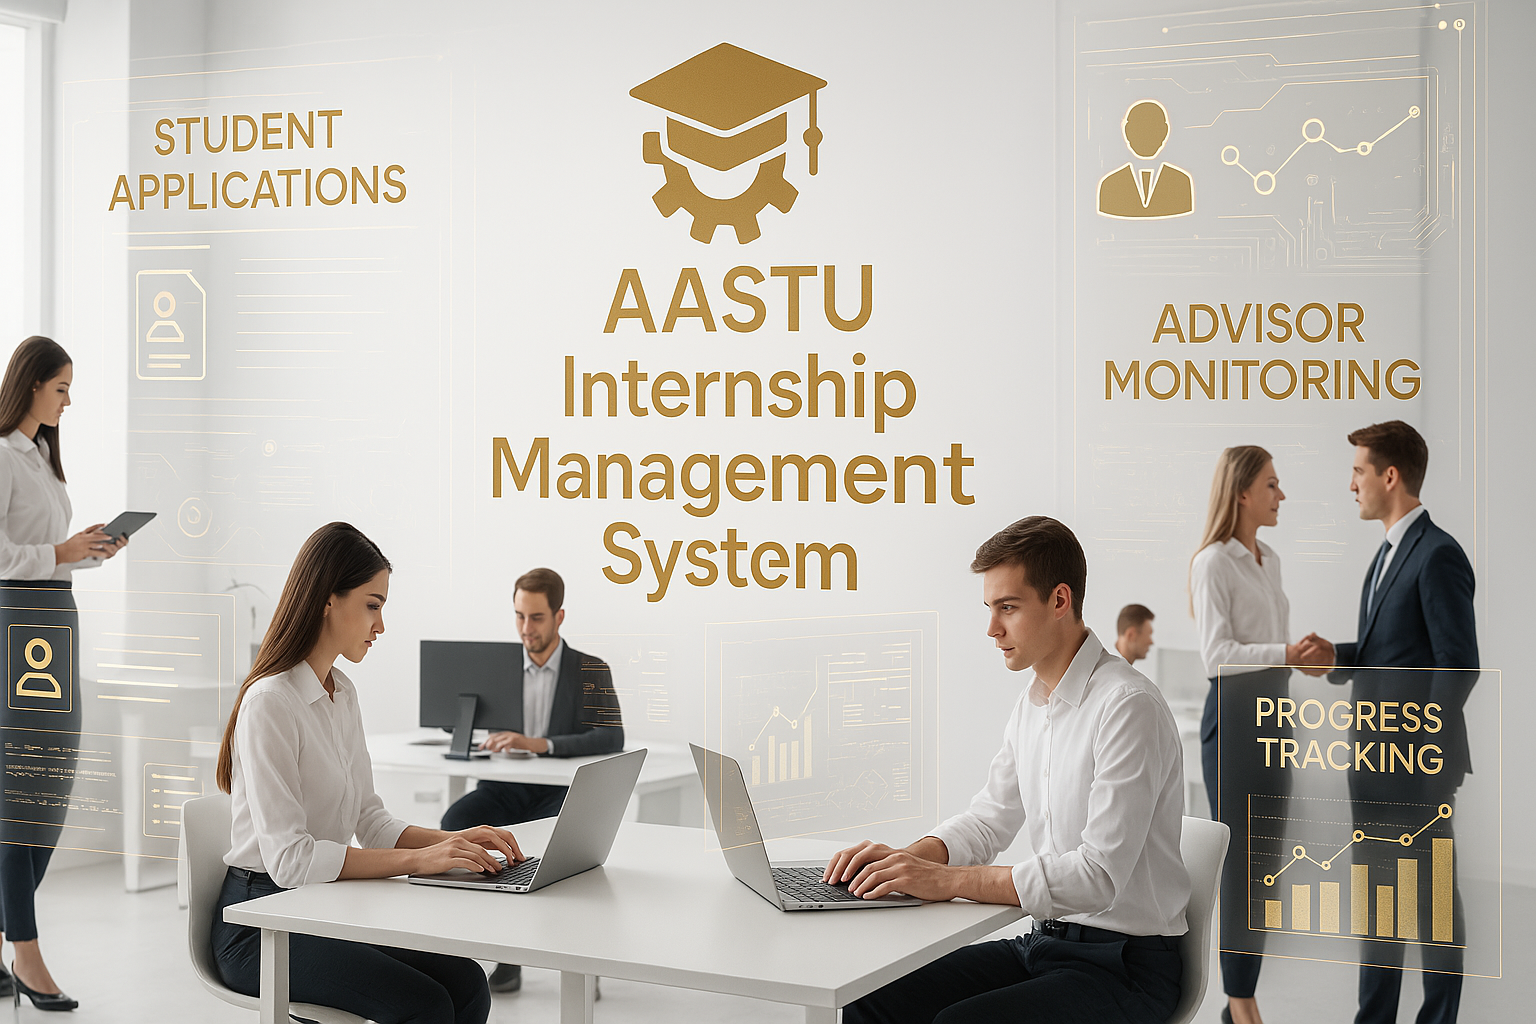 STUDENT
APPLICATIONS
AASTU
Internship
Management
System
ADVISOR
MONITORING
PROGRESS
TRACKING